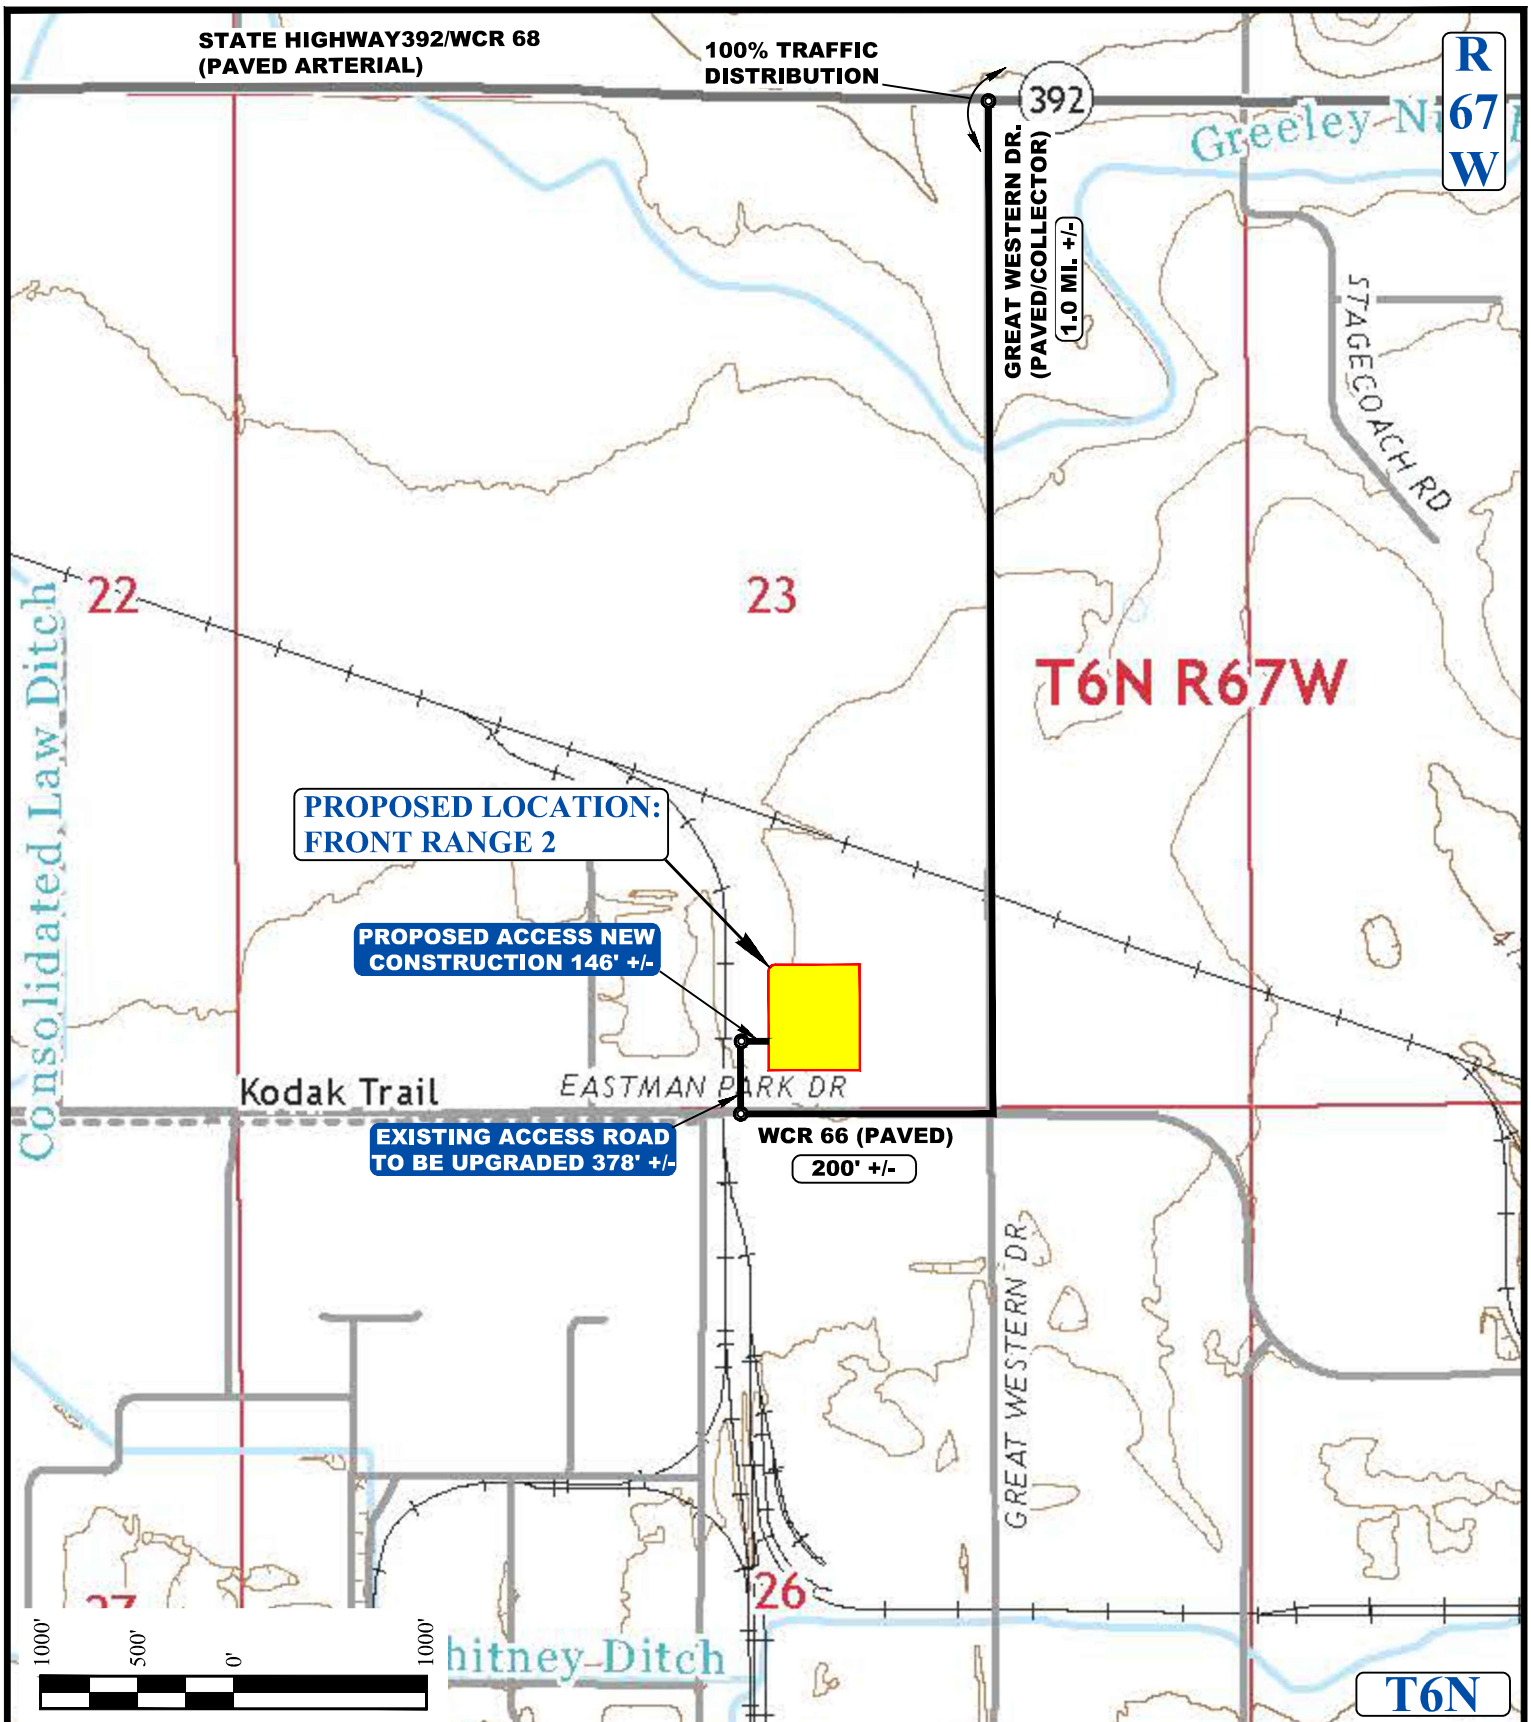 STATE HIGHWAY392/WCR 68
(PAVED ARTERIAL)
100% TRAFFIC
DISTRIBUTION
392
R
67
W
Greeley
GREAT WESTERN DR.
(PAVED/COLLECTOR)
1.0 MI. +/-
STAGECOACH RD
22
23
T6N R67W
Consolidated Law Ditch
PROPOSED LOCATION:
FRONT RANGE 2
PROPOSED ACCESS NEW
CONSTRUCTION 146' +/-
Kodak Trail
EASTMAN PARK DR
EXISTING ACCESS ROAD
TO BE UPGRADED 378' +/-
WCR 66 (PAVED)
200' +/-
GREAT WESTERN DR
26
27
1000'
500'
0'
1000'
hitney Ditch
T6N